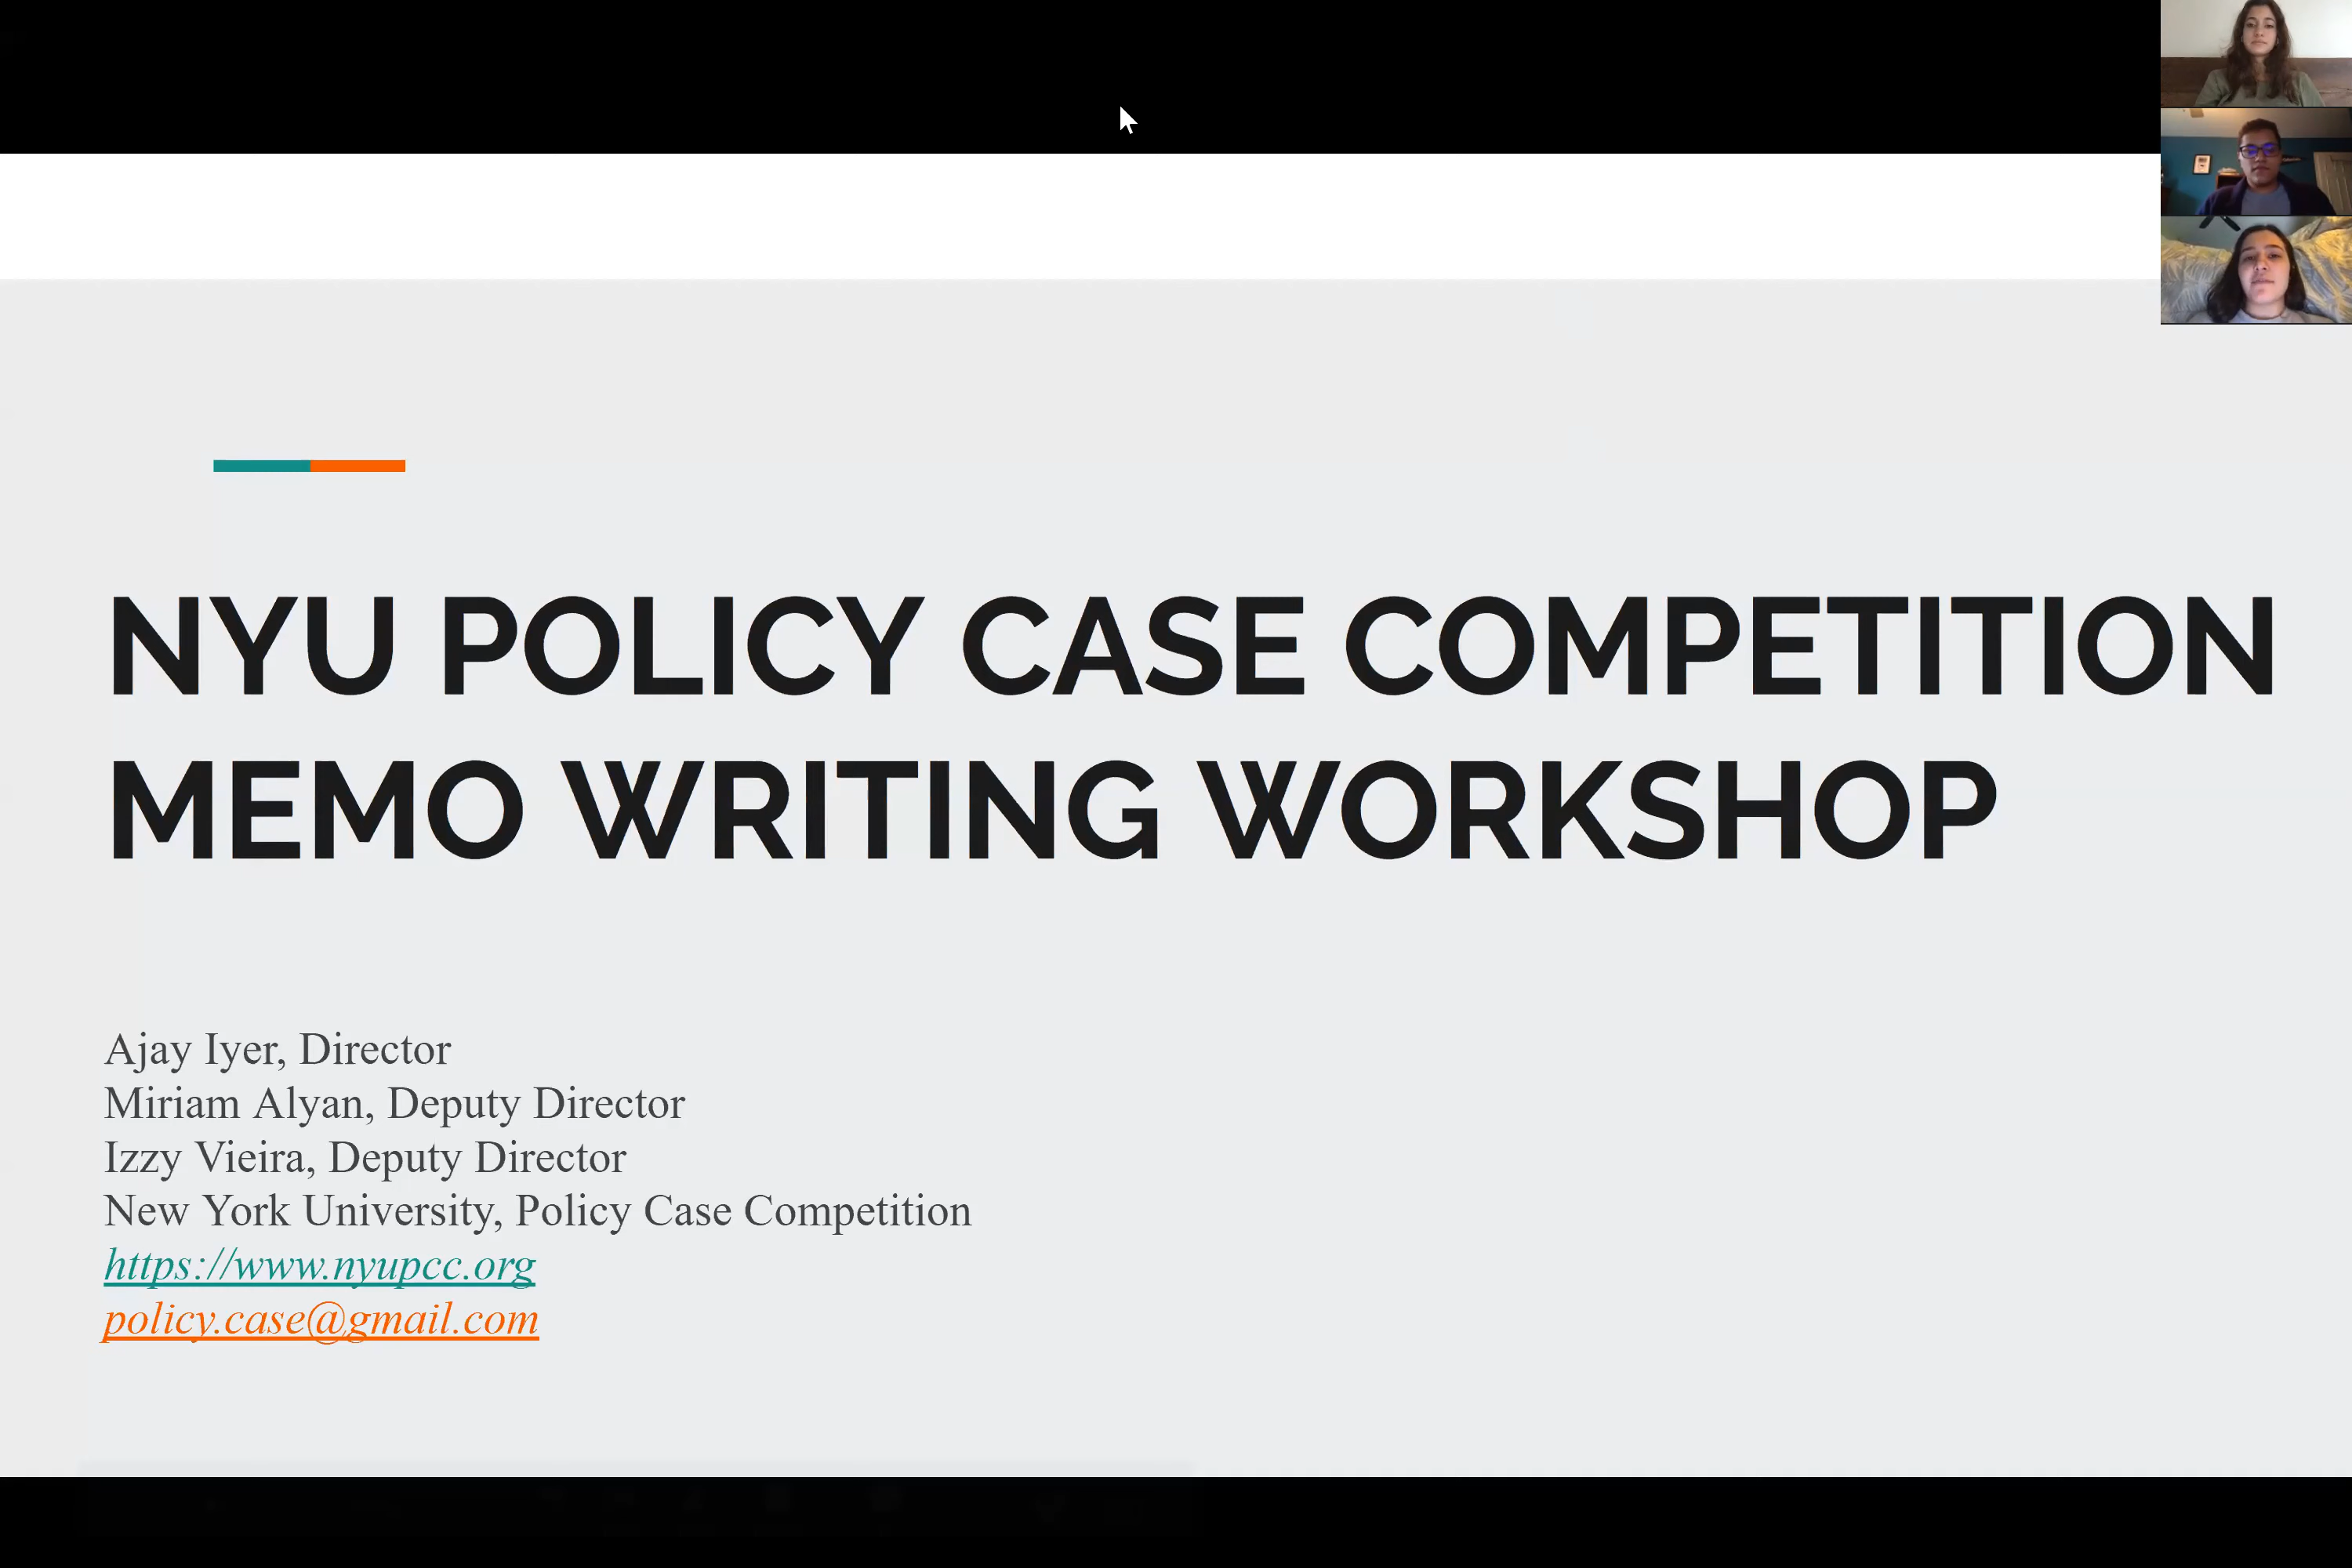 NYU POLICY CASE COMPETITION
MEMO WRITING WORKSHOP
Ajay Iyer, Director
Miriam Alyan, Deputy Director
Izzy Vieira, Deputy Director
New York University, Policy Case Competition
https://www.nyupcc.org
policy.case@gmail.com